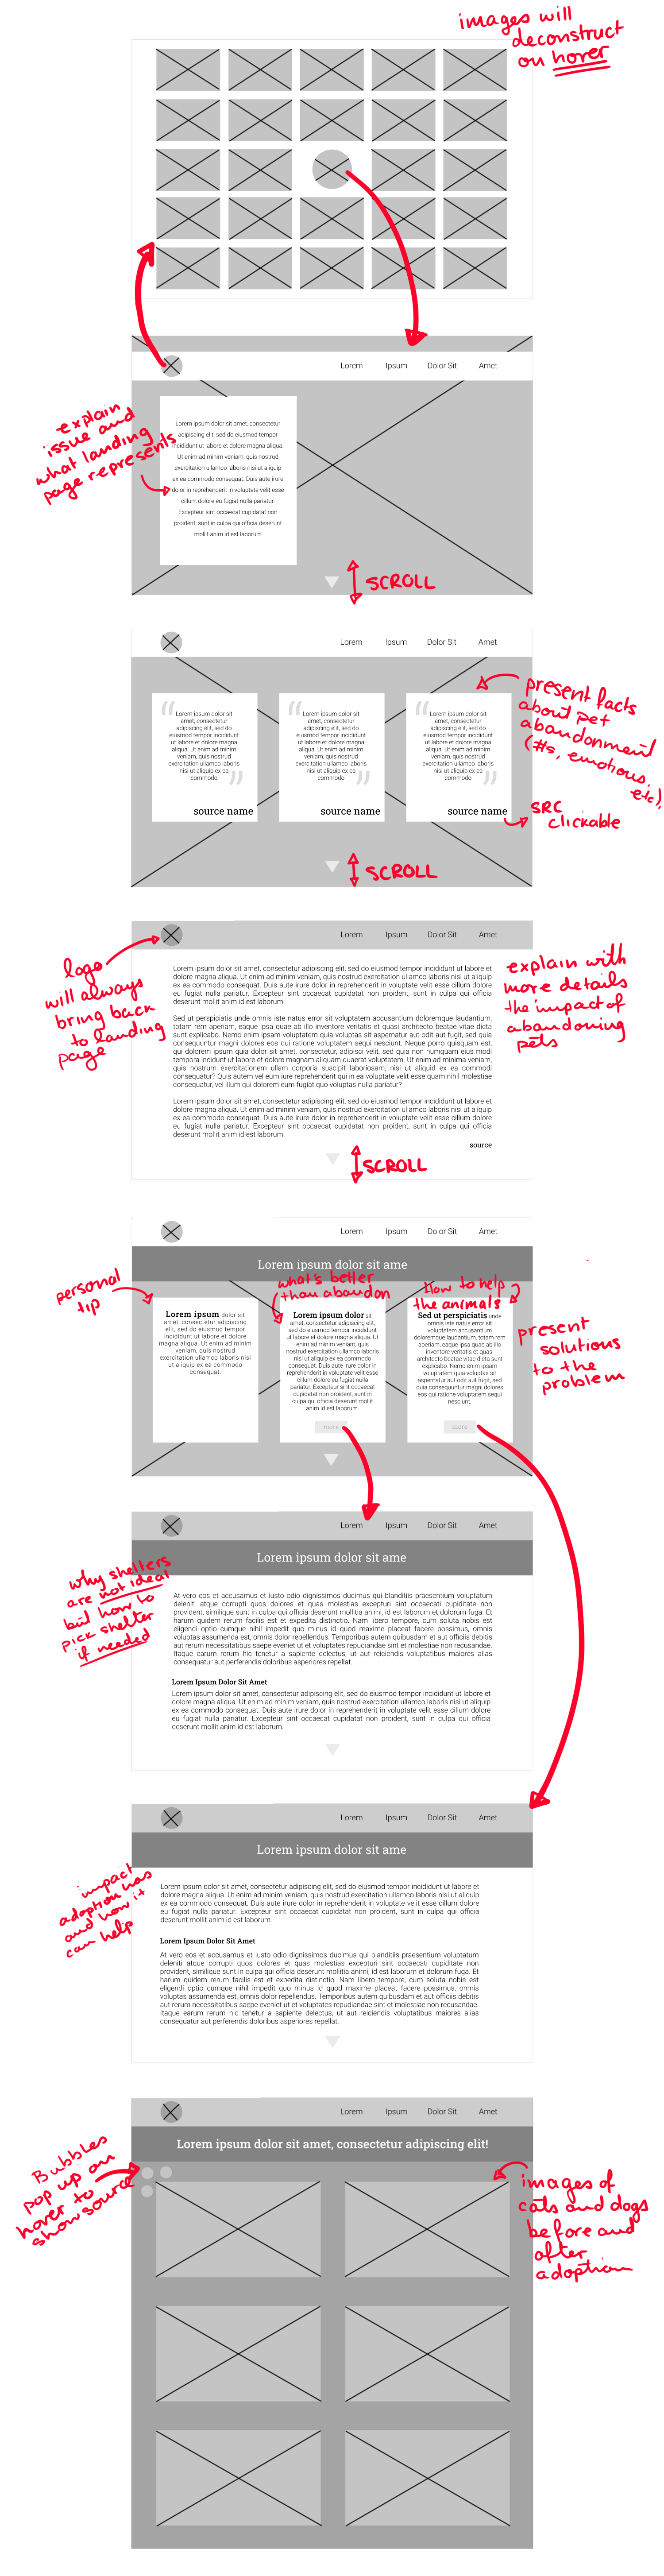 images will
deconstruct
on hover
Lorem Ipsum Dolor Sit Amet
explain
issue and
what landing
page represents
Lorem ipsum dolor sit amet, consectetur
adipiscing elit, sed do eiusmod tempor
incididunt ut labore et dolore magna aliqua.
Ut enim ad minim veniam, quis nostrud
exercitation ullamco laboris nisi ut aliquip
ex ea commodo consequat. Duis aute irure
dolor in reprehenderit in voluptate velit esse
cillum dolore eu fugiat nulla pariatur.
Excepteur sint occaecat cupidatat non
proident, sunt in culpa qui officia deserunt
mollit anim id est laborum.
SCROLL
Lorem Ipsum Dolor Sit Amet
“
Lorem ipsum dolor sit
amet, consectetur
adipiscing elit, sed do
eiusmod tempor incididunt
ut labore et dolore magna
aliqua. Ut enim ad minim
veniam, quis nostrud
exercitation ullamco laboris
nisi ut aliquip ex ea
commodo
”
source name
“
Lorem ipsum dolor sit
amet, consectetur
adipiscing elit, sed do
eiusmod tempor incididunt
ut labore et dolore magna
aliqua. Ut enim ad minim
veniam, quis nostrud
exercitation ullamco laboris
nisi ut aliquip ex ea
commodo
”
source name
“
Lorem ipsum dolor sit
amet, consectetur
adipiscing elit, sed do
eiusmod tempor incididunt
ut labore et dolore magna
aliqua. Ut enim ad minim
veniam, quis nostrud
exercitation ullamco laboris
nisi ut aliquip ex ea
commodo
”
source name
present facts
about pet
abandonment
(#s, emotions,
etc)
SRC
clickable
SCROLL
Lorem Ipsum Dolor Sit Amet
logo
will always
bring back
to landing
page
Lorem ipsum dolor sit amet, consectetur adipiscing elit, sed do eiusmod tempor incididunt ut labore et
dolore magna aliqua. Ut enim ad minim veniam, quis nostrud exercitation ullamco laboris nisi ut aliquip
ex ea commodo consequat. Duis aute irure dolor in reprehenderit in voluptate velit esse cillum dolore
eu fugiat nulla pariatur. Excepteur sint occaecat cupidatat non proident, sunt in culpa qui officia
deserunt mollit anim id est laborum.
Sed ut perspiciatis unde omnis iste natus error sit voluptatem accusantium doloremque laudantium,
totam rem aperiam, eaque ipsa quae ab illo inventore veritatis et quasi architecto beatae vitae dicta
sunt explicabo. Nemo enim ipsam voluptatem quia voluptas sit aspernatur aut odit aut fugit, sed quia
consequuntur magni dolores eos qui ratione voluptatem sequi nesciunt. Neque porro quisquam est,
qui dolorem ipsum quia dolor sit amet, consectetur, adipisci velit, sed quia non numquam eius modi
tempora incidunt ut labore et dolore magnam aliquam quaerat voluptatem. Ut enim ad minima veniam,
quis nostrum exercitationem ullam corporis suscipit laboriosam, nisi ut aliquid ex ea commodi
consequatur? Quis autem vel eum iure reprehenderit qui in ea voluptate velit esse quam nihil molestiae
consequatur, vel illum qui dolorem eum fugiat quo voluptas nulla pariatur?
Lorem ipsum dolor sit amet, consectetur adipiscing elit, sed do eiusmod tempor incididunt ut labore et
dolore magna aliqua. Ut enim ad minim veniam, quis nostrud exercitation ullamco laboris nisi ut aliquip
ex ea commodo consequat. Duis aute irure dolor in reprehenderit in voluptate velit esse cillum dolore
eu fugiat nulla pariatur. Excepteur sint occaecat cupidatat non proident, sunt in culpa qui officia
deserunt mollit anim id est laborum.
source
explain with
more details
the impact of
abandoning
pets
SCROLL
Lorem Ipsum Dolor Sit Amet
Lorem ipsum dolor sit ame
personal
tip
Lorem ipsum dolor sit
amet, consectetur adipiscing
elit, sed do eiusmod tempor
incididunt ut labore et dolore
magna aliqua. Ut enim ad minim
veniam, quis nostrud
exercitation ullamco laboris nisi
ut aliquip ex ea commodo
consequat.
what's better
than abandon
Lorem ipsum dolor sit
amet, consectetur adipiscing
elit, sed do eiusmod tempor incididunt
ut labore et dolore magna aliqua. Ut
enim ad minim veniam, quis
nostrud exercitation ullamco laboris
nisi ut aliquip ex ea commodo
consequat. Duis aute irure dolor in
reprehenderit in voluptate velit esse
cillum dolore eu fugiat nulla
pariatur. Excepteur sint occaecat
cupidatat non proident, sunt in
culpa qui officia deserunt mollit
anim id est laborum.
more
How to help
the animals
Sed ut perspiciatis unde
omnis iste natus error sit
voluptatem accusantium
doloremque laudantium, totam rem
aperiam, eaque ipsa quae ab illo
inventore veritatis et quasi
architecto beatae vitae dicta sunt
explicabo. Nemo enim ipsam
voluptatem quia voluptas sit
aspernatur aut odit aut fugit, sed
quia consequuntur magni dolores
eos qui ratione voluptatem sequi
nesciunt.
more
present
solutions
to the
problem
Lorem Ipsum Dolor Sit Amet
Lorem ipsum dolor sit ame
why shelters
are not ideal
but how to
pick shelter
if needed
At vero eos et accusamus et iusto odio dignissimos ducimus qui blanditiis praesentium voluptatum
deleniti atque corrupti quos dolores et quas molestias excepturi sint occaecati cupiditate non
provident, similique sunt in culpa qui officia deserunt mollitia animi, id est laborum et dolorum fuga. Et
harum quidem rerum facilis est et expedita distinctio. Nam libero tempore, cum soluta nobis est
eligendi optio cumque nihil impedit quo minus id quod maxime placeat facere possimus, omnis
voluptas assumenda est, omnis dolor repellendus. Temporibus autem quibusdam et aut officiis debitis
aut rerum necessitatibus saepe eveniet ut et voluptates repudiandae sint et molestiae non recusandae.
Itaque earum rerum hic tenetur a sapiente delectus, ut aut reiciendis voluptatibus maiores alias
consequatur aut perferendis doloribus asperiores repellat.
Lorem Ipsum Dolor Sit Amet
Lorem ipsum dolor sit amet, consectetur adipiscing elit, sed do eiusmod tempor incididunt ut labore et
dolore magna aliqua. Ut enim ad minim veniam, quis nostrud exercitation ullamco laboris nisi ut aliquip
ex ea commodo consequat. Duis aute irure dolor in reprehenderit in voluptate velit esse cillum dolore
eu fugiat nulla pariatur. Excepteur sint occaecat cupidatat non proident, sunt in culpa qui officia
deserunt mollit anim id est laborum.
Lorem Ipsum Dolor Sit Amet
Lorem ipsum dolor sit ame
impact
adoption has
and how it
can help
Lorem ipsum dolor sit amet, consectetur adipiscing elit, sed do eiusmod tempor incididunt ut labore et
dolore magna aliqua. Ut enim ad minim veniam, quis nostrud exercitation ullamco laboris nisi ut aliquip
ex ea commodo consequat. Duis aute irure dolor in reprehenderit in voluptate velit esse cillum dolore
eu fugiat nulla pariatur. Excepteur sint occaecat cupidatat non proident, sunt in culpa qui officia
deserunt mollit anim id est laborum.
Lorem Ipsum Dolor Sit Amet
At vero eos et accusamus et iusto odio dignissimos ducimus qui blanditiis praesentium voluptatum
deleniti atque corrupti quos dolores et quas molestias excepturi sint occaecati cupiditate non
provident, similique sunt in culpa qui officia deserunt mollitia animi, id est laborum et dolorum fuga. Et
harum quidem rerum facilis est et expedita distinctio. Nam libero tempore, cum soluta nobis est
eligendi optio cumque nihil impedit quo minus id quod maxime placeat facere possimus, omnis
voluptas assumenda est, omnis dolor repellendus. Temporibus autem quibusdam et aut officiis debitis
aut rerum necessitatibus saepe eveniet ut et voluptates repudiandae sint et molestiae non recusandae.
Itaque earum rerum hic tenetur a sapiente delectus, ut aut reiciendis voluptatibus maiores alias
consequatur aut perferendis doloribus asperiores repellat.
Lorem Ipsum Dolor Sit Amet
Lorem ipsum dolor sit amet, consectetur adipiscing elit!
Bubbles
pop up on
hover to
show source
images of
cats and dogs
before and
after
adoption